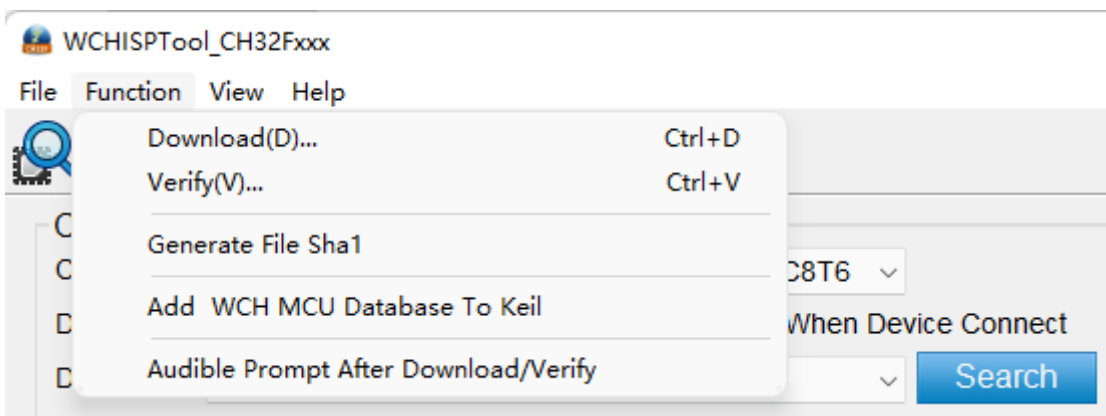 WCHISPTool_CH32Fxxx
File Function View Help
Download(D)... Ctrl+D
Verify(V)... Ctrl+V
Generate File Sha1
Add WCH MCU Database To Keil
C8T6
When Device Connect
Audible Prompt After Download/Verify
Search